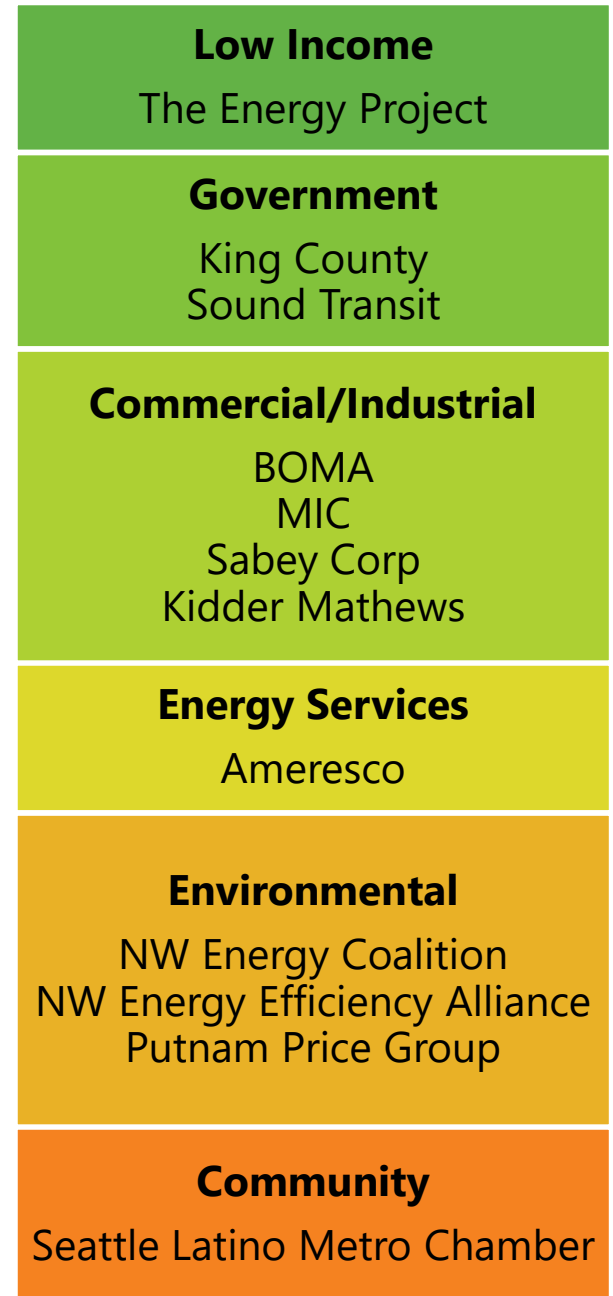 Low Income
The Energy Project
Government
King County
Sound Transit
Commercial/Industrial
BOMA
MIC
Sabey Corp
Kidder Mathews
Energy Services
Ameresco
Environmental
NW Energy Coalition
NW Energy Efficiency Alliance
Putnam Price Group
Community
Seattle Latino Metro Chamber